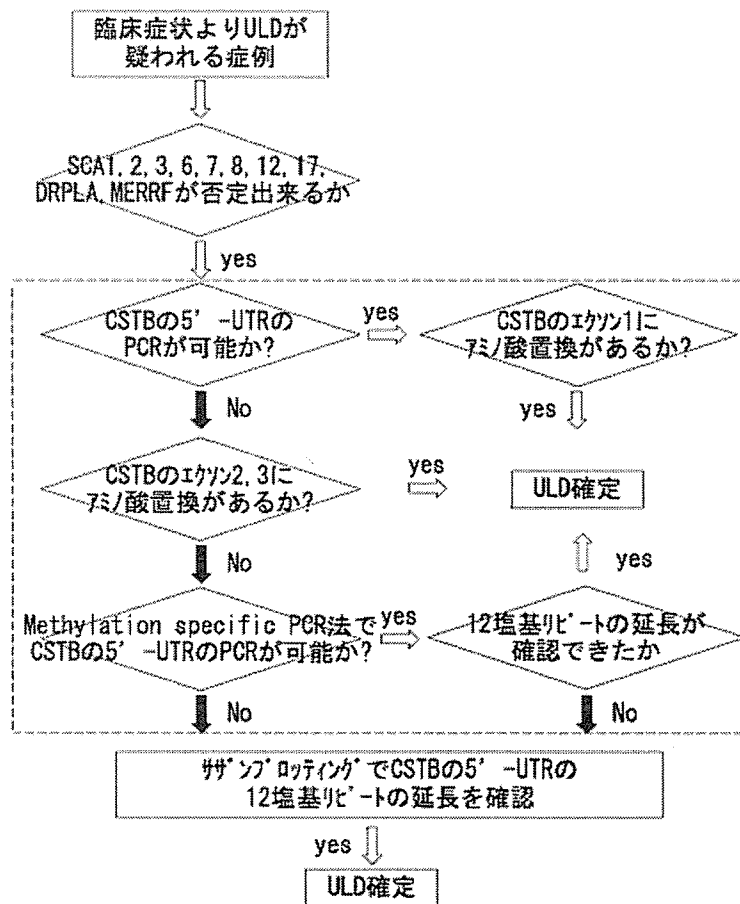 臨床症状よりULDが
疑われる症例
SCA1, 2, 3, 6, 7, 8, 12, 17,
DRPLA, MERRFが否定出来るか
yes
CSTBの5’-UTRの
PCRが可能か?
yes
CSTBのｴｸｿﾝ1に
ｱﾐﾉ酸置換があるか?
No
yes
CSTBのｴｸｿﾝ2, 3に
ｱﾐﾉ酸置換があるか?
yes
ULD確定
No
yes
Methylation specific PCR法で
CSTBの5’-UTRのPCRが可能か?
yes
12塩基ﾘﾋﾟｰﾄの延長が
確認できたか
No
No
ｻｻﾞﾝﾌﾞﾛｯﾃｨﾝｸﾞでCSTBの5’-UTRの
12塩基ﾘﾋﾟｰﾄの延長を確認
yes
ULD確定